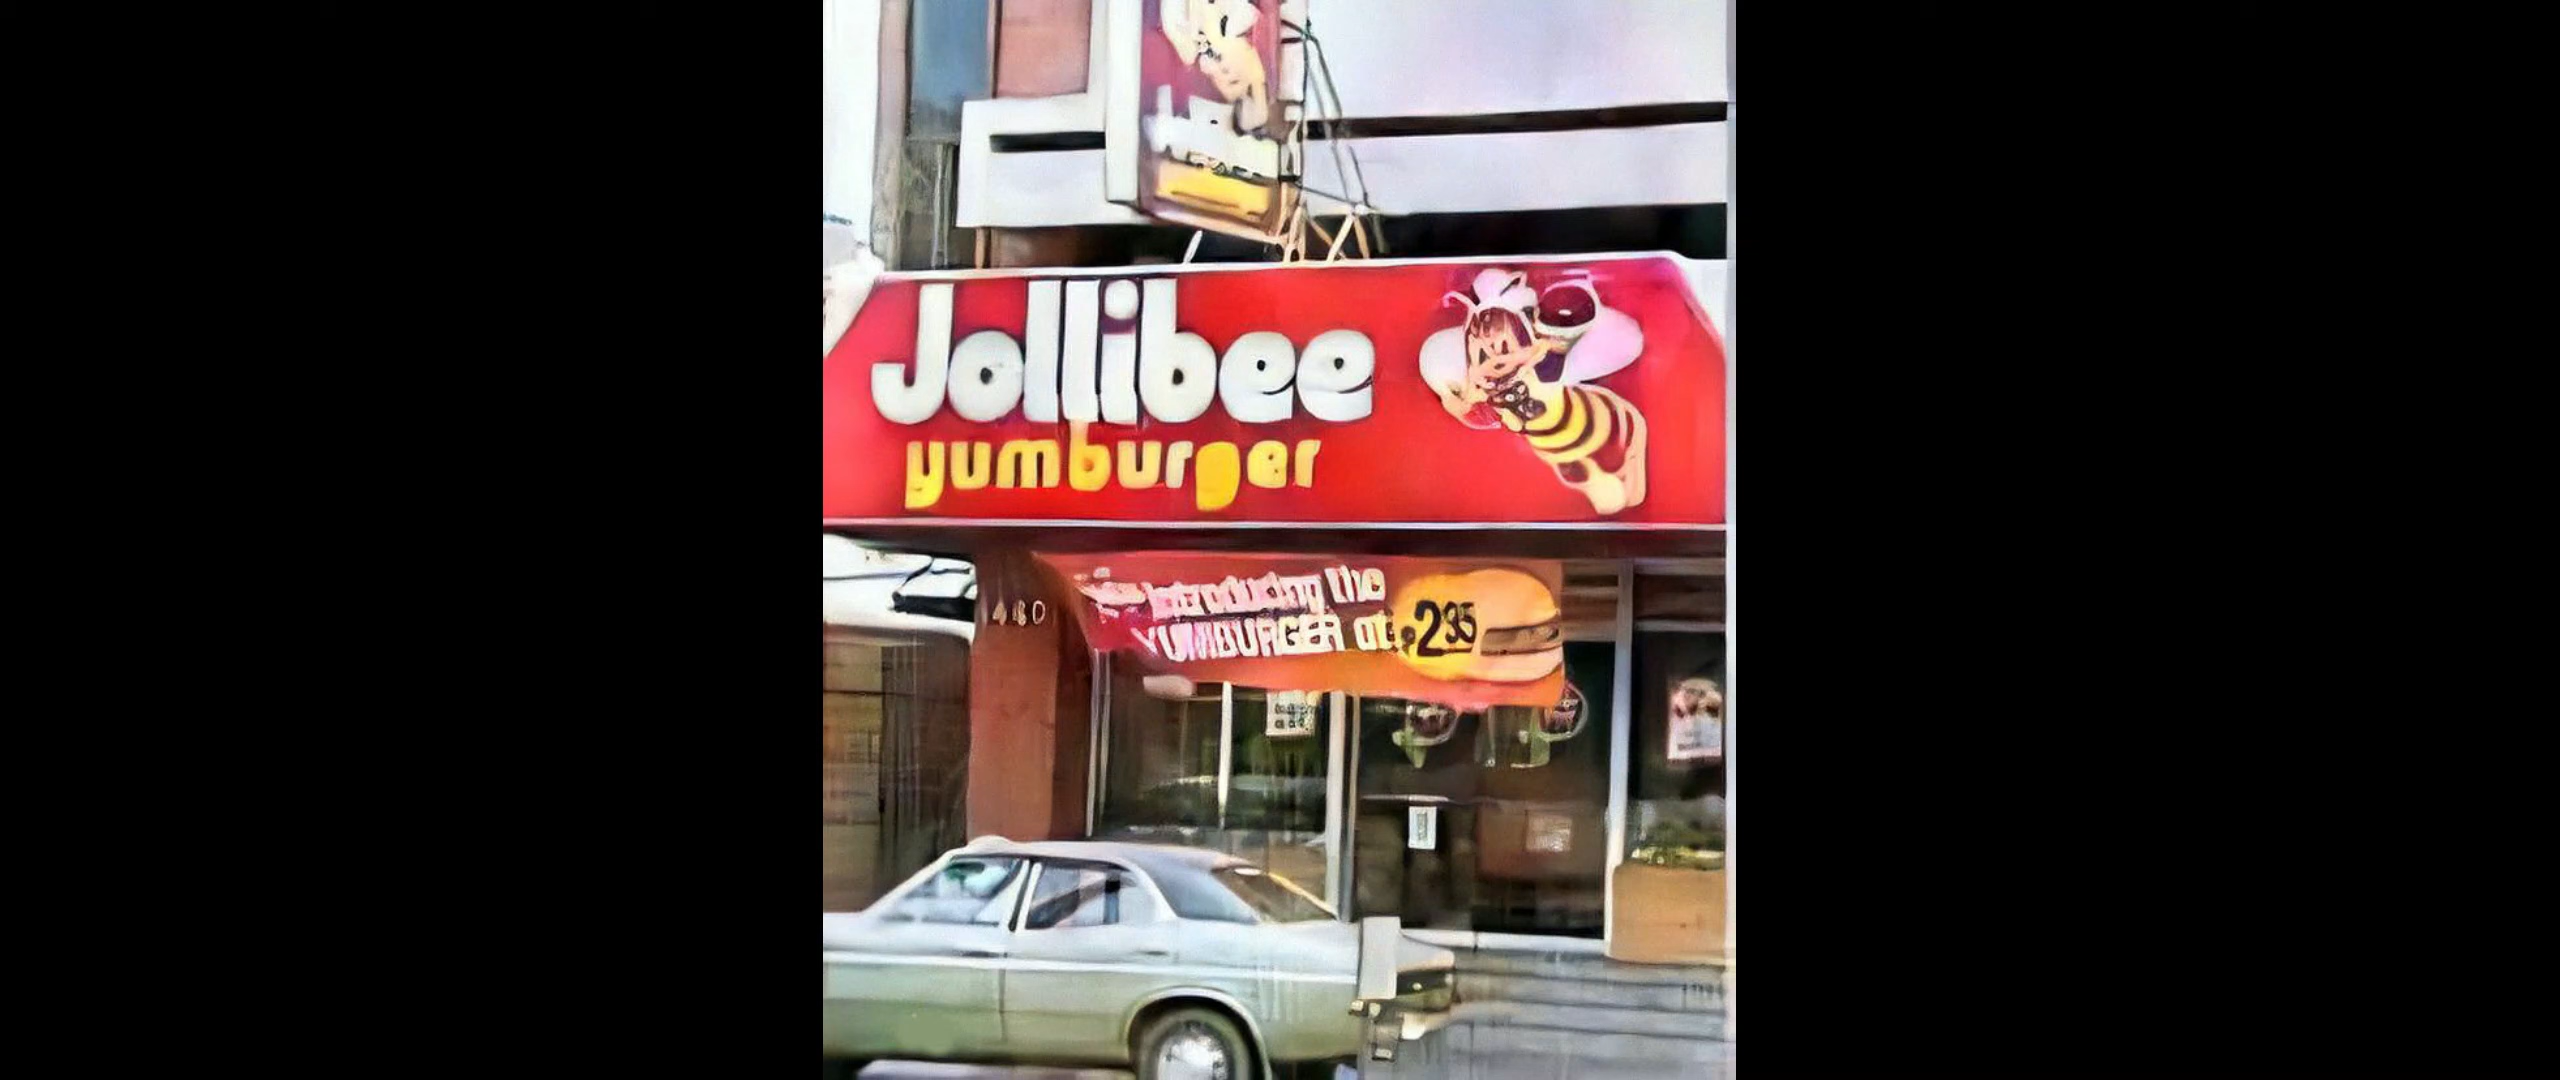 Jollibee
yumburger
Introducing the
YUMBURGER at ₱2.95
480